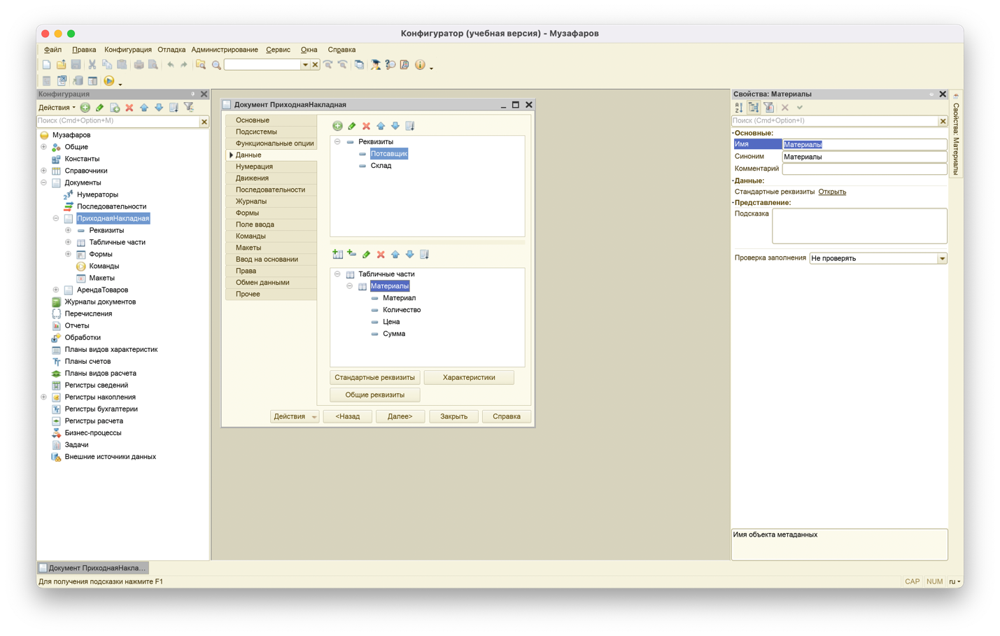 Конфигуратор (учебная версия) - Музафаров
Файл Правка Конфигурация Отладка Администрирование Сервис Окна Справка
Конфигурация
Действия
Поиск (Cmd+Option+M)
Музафаров
Общие
Константы
Справочники
Документы
Нумераторы
Последовательности
ПриходнаяНакладная
Реквизиты
Табличные части
Формы
Команды
Макеты
АрендаТоваров
Журналы документов
Перечисления
Отчеты
Обработки
Планы видов характеристик
Планы счетов
Планы видов расчета
Регистры сведений
Регистры накопления
Регистры бухгалтерии
Регистры расчета
Бизнес-процессы
Задачи
Внешние источники данных
Документ ПриходнаяНакладная
Основные
Подсистемы
Функциональные опции
Данные
Нумерация
Движения
Последовательности
Журналы
Формы
Поле ввода
Команды
Макеты
Ввод на основании
Права
Обмен данными
Прочее
Реквизиты
Потсавщик
Склад
Табличные части
Материалы
Материал
Количество
Цена
Сумма
Стандартные реквизиты Характеристики
Общие реквизиты
Действия <Назад Далее> Закрыть Справка
Свойства: Материалы
Поиск (Cmd+Option+I)
Основные:
Имя Материалы
Синоним Материалы
Комментарий
Данные:
Стандартные реквизиты Открыть
Представление:
Подсказка
Проверка заполнения Не проверять
Имя объекта метаданных
Свойства: Материалы
Документ ПриходнаяНакла...
Для получения подсказки нажмите F1
CAP NUM ru